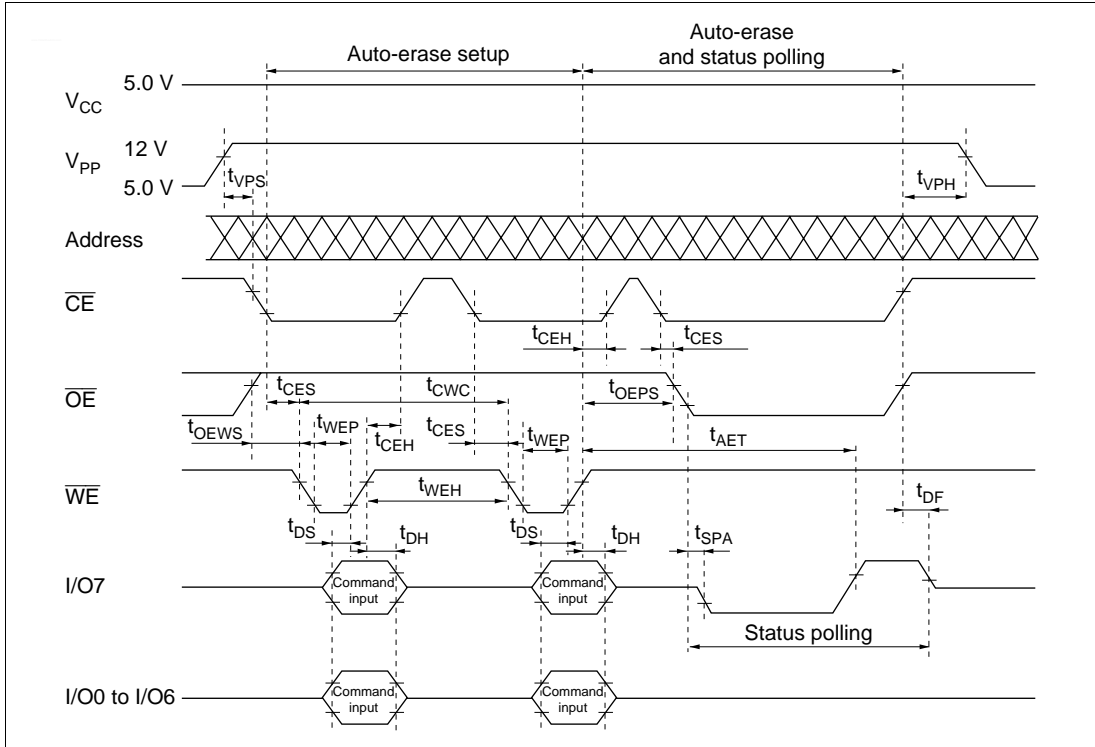 Auto-erase setup
Auto-erase
and status polling
VCC
5.0 V
VPP
12 V
5.0 V
tVPS
tVPH
Address
CE
tCEH
tCES
OE
tCES
tCWC
tOEPS
tOEWS
tWEP
tCEH
tCES
tWEP
tAET
WE
tWEH
tDF
tDS
tDH
tDS
tDH
tSPA
I/O7
Command
input
Command
input
Status polling
I/O0 to I/O6
Command
input
Command
input